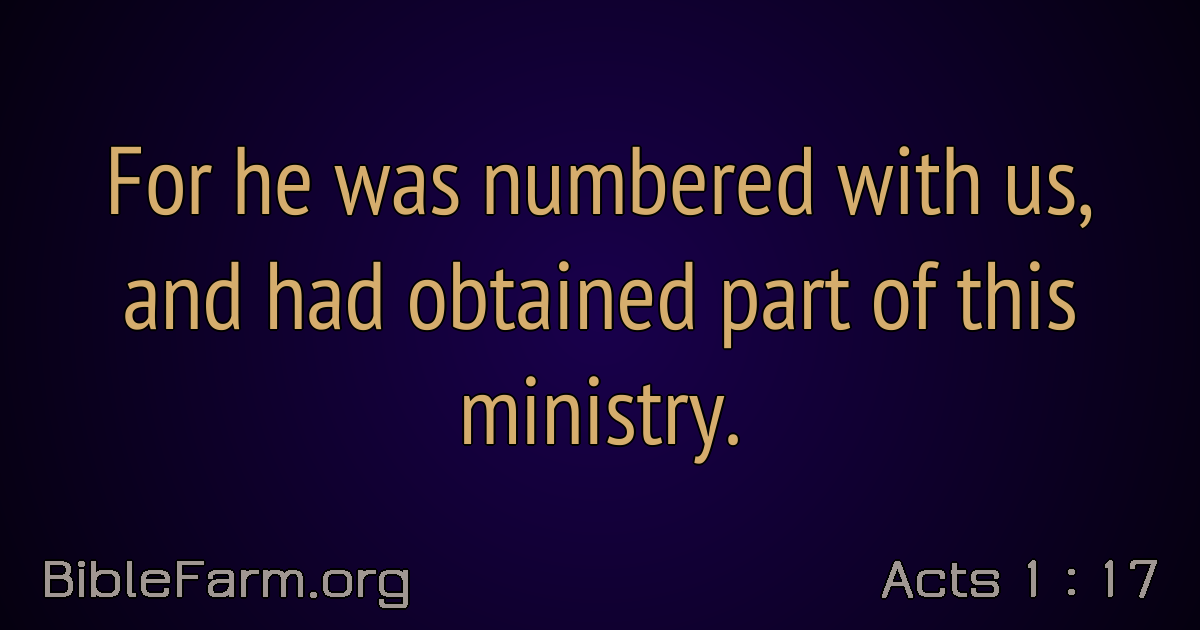 For he was numbered with us,
and had obtained part of this
ministry.
BibleFarm.org
Acts 1 : 17